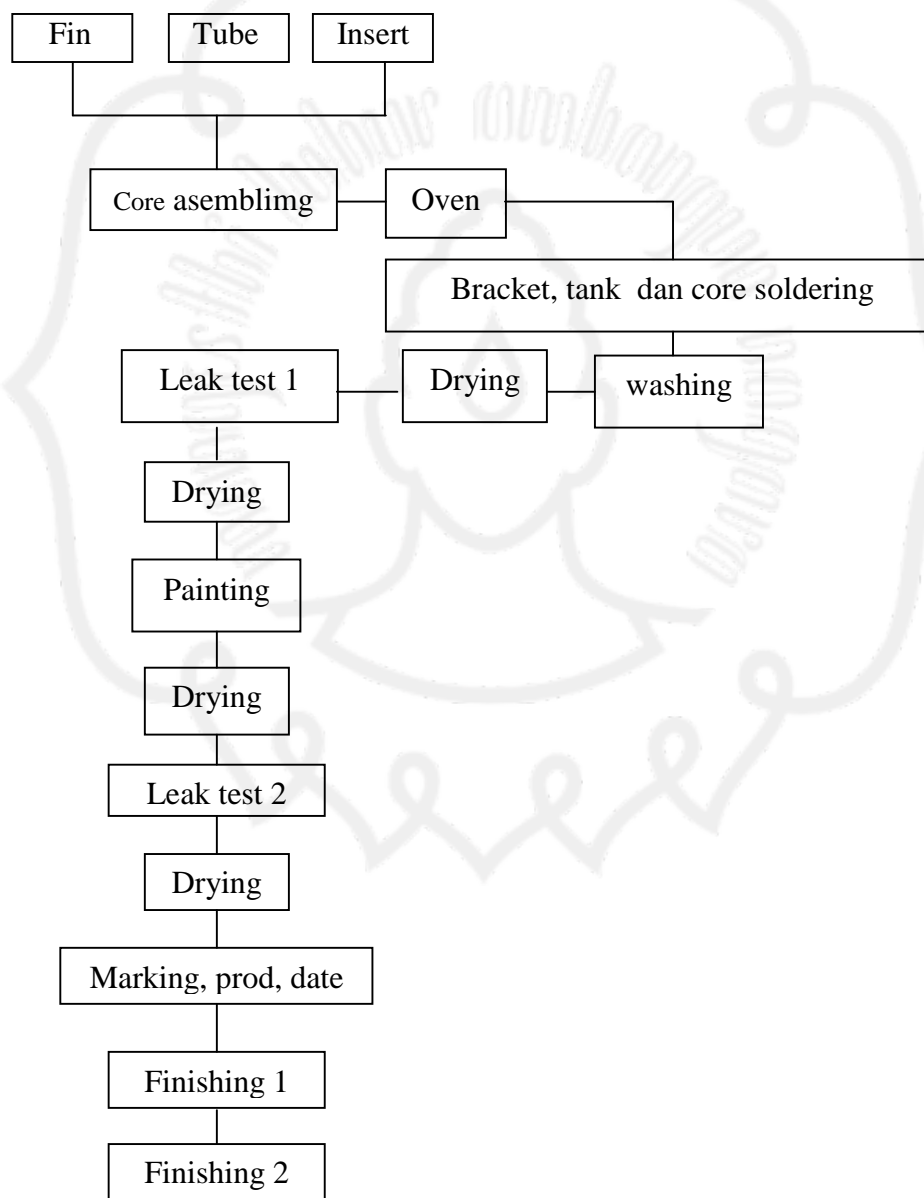 Fin
Tube
Insert
Core asemblimg
Oven
Bracket, tank dan core soldering
washing
Drying
Leak test 1
Drying
Painting
Drying
Leak test 2
Drying
Marking, prod, date
Finishing 1
Finishing 2